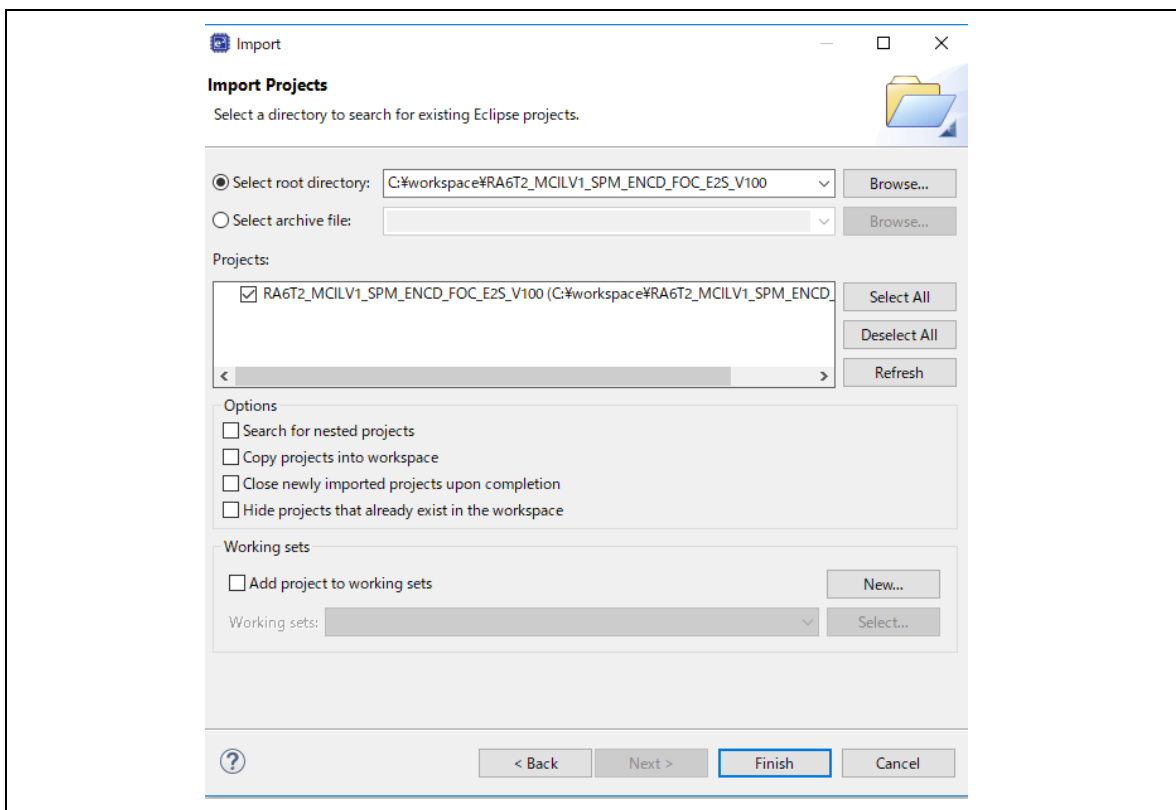 Import
Import Projects
Select a directory to search for existing Eclipse projects.
Select root directory: C:¥workspace¥RA6T2_MCILV1_SPM_ENCD_FOC_E2S_V100 Browse...
Select archive file: Browse...
Projects:
RA6T2_MCILV1_SPM_ENCD_FOC_E2S_V100 (C:¥workspace¥RA6T2_MCILV1_SPM_ENCD_ Select All
Deselect All
Refresh
Options
Search for nested projects
Copy projects into workspace
Close newly imported projects upon completion
Hide projects that already exist in the workspace
Working sets
Add project to working sets New...
Working sets: Select...
? < Back Next > Finish Cancel